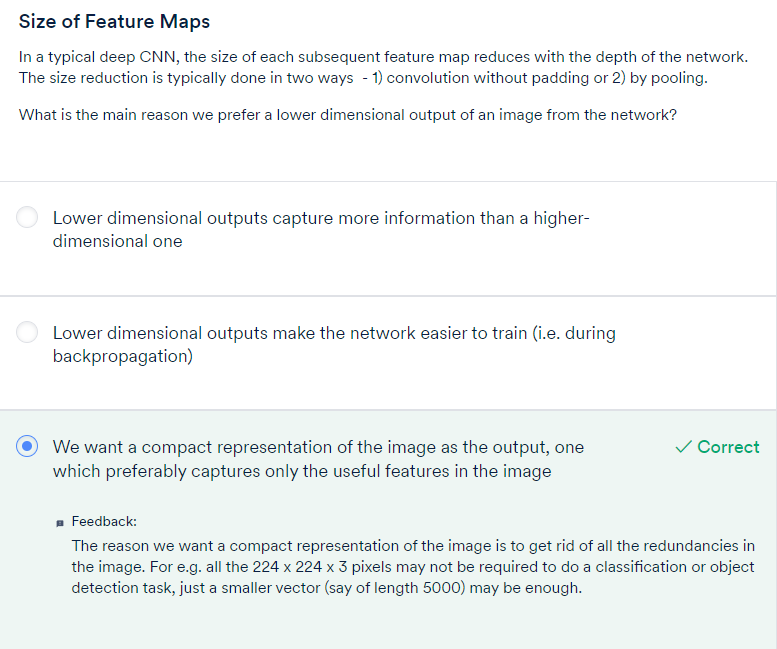 Size of Feature Maps
In a typical deep CNN, the size of each subsequent feature map reduces with the depth of the network.
The size reduction is typically done in two ways  - 1) convolution without padding or 2) by pooling.
What is the main reason we prefer a lower dimensional output of an image from the network?
Lower dimensional outputs capture more information than a higher-
dimensional one
Lower dimensional outputs make the network easier to train (i.e. during
backpropagation)
We want a compact representation of the image as the output, one
which preferably captures only the useful features in the image
✓ Correct
Feedback:
The reason we want a compact representation of the image is to get rid of all the redundancies in
the image. For e.g. all the 224 x 224 x 3 pixels may not be required to do a classification or object
detection task, just a smaller vector (say of length 5000) may be enough.